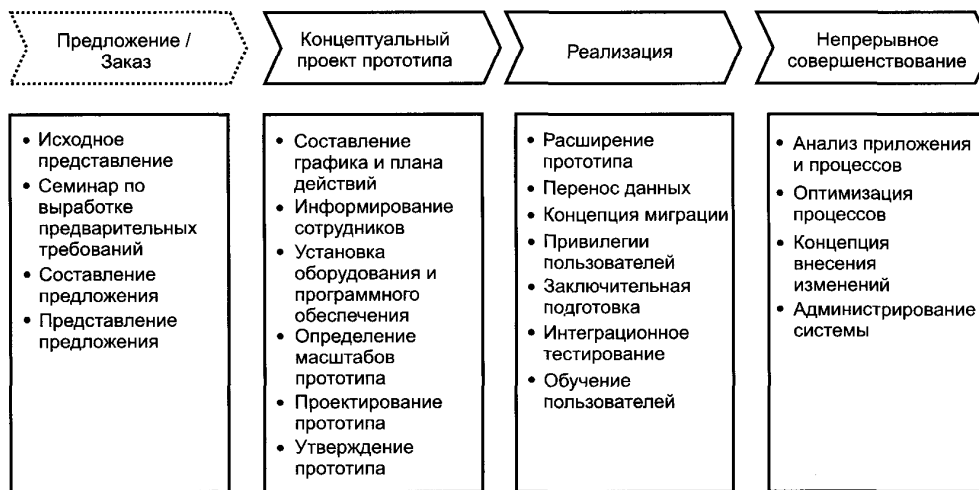 Предложение /
Заказ
Концептуальный
проект прототипа
Реализация
Непрерывное
совершенствование
• Исходное
представление
• Семинар по
выработке
предварительных
требований
• Составление
предложения
• Представление
предложения
• Составление
графика и плана
действий
• Информирование
сотрудников
• Установка
оборудования и
программного
обеспечения
• Определение
масштабов
прототипа
• Проектирование
прототипа
• Утверждение
прототипа
• Расширение
прототипа
• Перенос данных
• Концепция миграции
• Привилегии
пользователей
• Заключительная
подготовка
• Интеграционное
тестирование
• Обучение
пользователей
• Анализ приложения
и процессов
• Оптимизация
процессов
• Концепция
внесения
изменений
• Администрирование
системы